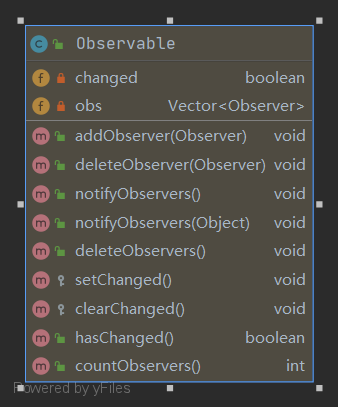 Observable
changed boolean
obs Vector<Observer>
addObserver(Observer) void
deleteObserver(Observer) void
notifyObservers() void
notifyObservers(Object) void
deleteObservers() void
setChanged() void
clearChanged() void
hasChanged() boolean
countObservers() int
Powered by yFiles